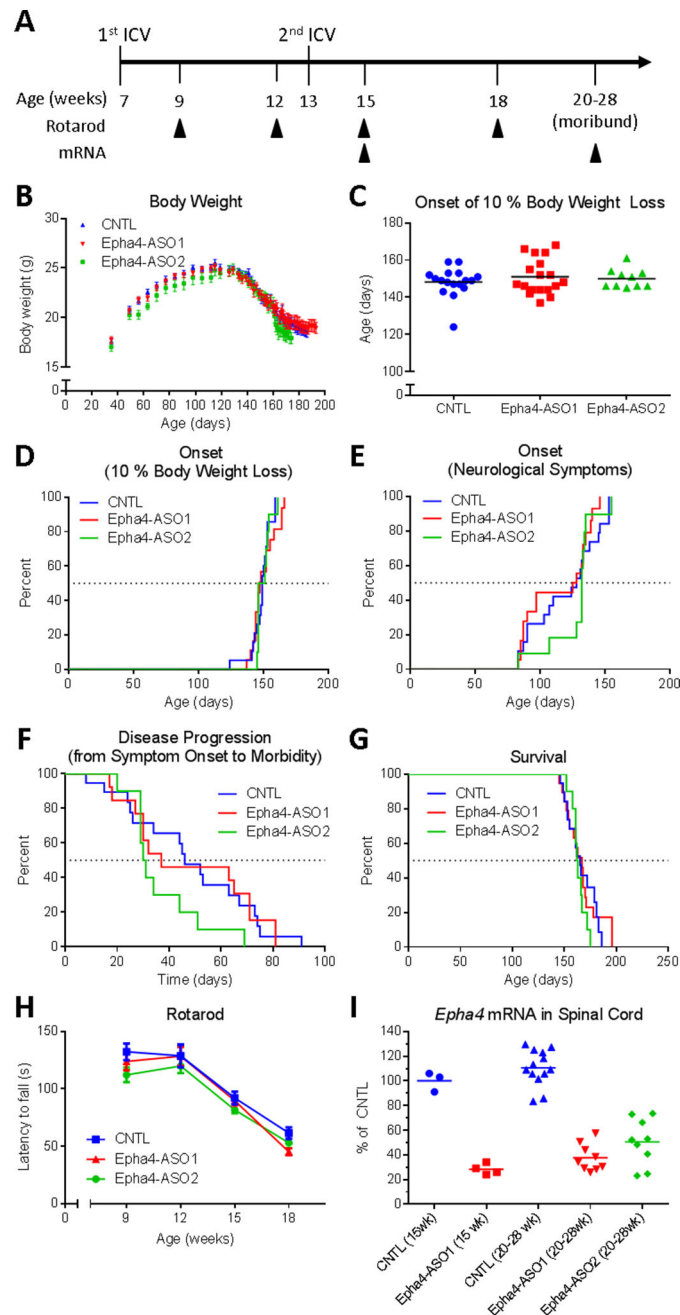 A
1st ICV 2nd ICV
Age (weeks) 7 9 12 13 15 18 20-28
(moribund)
Rotarod
mRNA
B
Body Weight
CNTL
Epha4-ASO1
Epha4-ASO2
Body weight (g)
30
25
20
15
0
0 20 40 60 80 100 120 140 160 180 200
Age (days)
C
Onset of 10 % Body Weight Loss
Age (days)
180
160
140
120
100
0
CNTL Epha4-ASO1 Epha4-ASO2
D
Onset
(10 % Body Weight Loss)
CNTL
Epha4-ASO1
Epha4-ASO2
Percent
100
80
60
40
20
0
0 50 100 150 200
Age (days)
E
Onset
(Neurological Symptoms)
CNTL
Epha4-ASO1
Epha4-ASO2
Percent
100
80
60
40
20
0
0 50 100 150 200
Age (days)
F
Disease Progression
(from Symptom Onset to Morbidity)
CNTL
Epha4-ASO1
Epha4-ASO2
Percent
100
80
60
40
20
0
0 20 40 60 80 100
Time (days)
G
Survival
CNTL
Epha4-ASO1
Epha4-ASO2
Percent
100
80
60
40
20
0
0 50 100 150 200 250
Age (days)
H
Rotarod
Latency to fall (s)
150
100
50
0
CNTL
Epha4-ASO1
Epha4-ASO2
0 9 12 15 18
Age (weeks)
I
Epha4 mRNA in Spinal Cord
% of CNTL
140
120
100
80
60
40
20
0
CNTL (15wk)
Epha4-ASO1 (15 wk)
CNTL (20-28 wk)
Epha4-ASO1 (20-28wk)
Epha4-ASO2 (20-28wk)